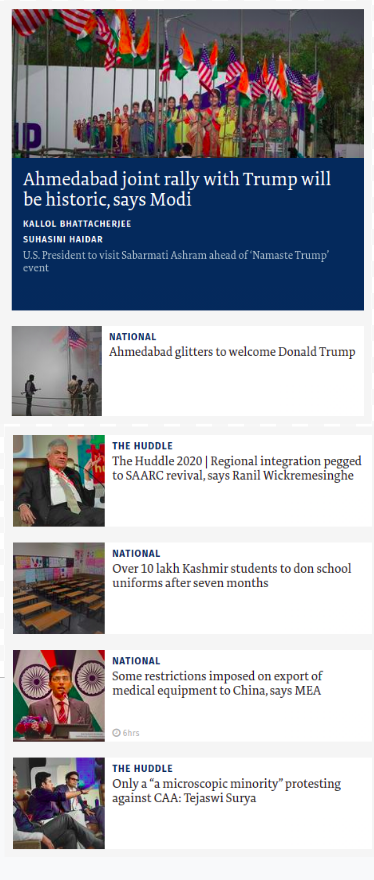 Ahmedabad joint rally with Trump will
be historic, says Modi
KALLOL BHATTACHERJEE
SUHASINI HAIDAR
U.S. President to visit Sabarmati Ashram ahead of ‘Namaste Trump’
event
NATIONAL
Ahmedabad glitters to welcome Donald Trump
THE HUDDLE
The Huddle 2020 | Regional integration pegged
to SAARC revival, says Ranil Wickremesinghe
NATIONAL
Over 10 lakh Kashmir students to don school
uniforms after seven months
NATIONAL
Some restrictions imposed on export of
medical equipment to China, says MEA
6hrs
THE HUDDLE
Only a “a microscopic minority” protesting
against CAA: Tejaswi Surya